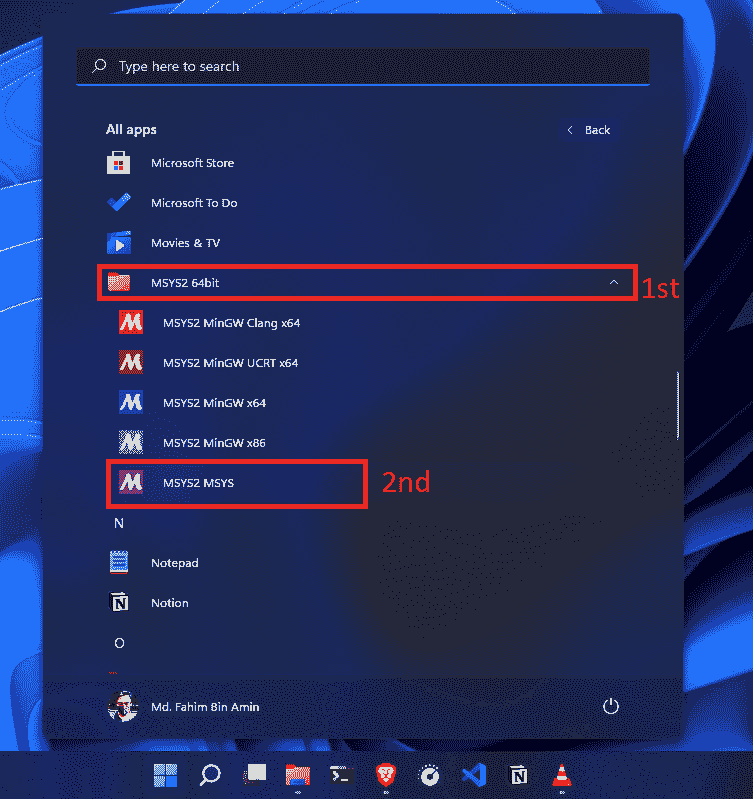 Type here to search
All apps
Back
Microsoft Store
Microsoft To Do
Movies & TV
MSYS2 64bit
1st
MSYS2 MinGW Clang x64
MSYS2 MinGW UCRT x64
MSYS2 MinGW x64
MSYS2 MinGW x86
MSYS2 MSYS
2nd
N
Notepad
Notion
O
Md. Fahim Bin Amin